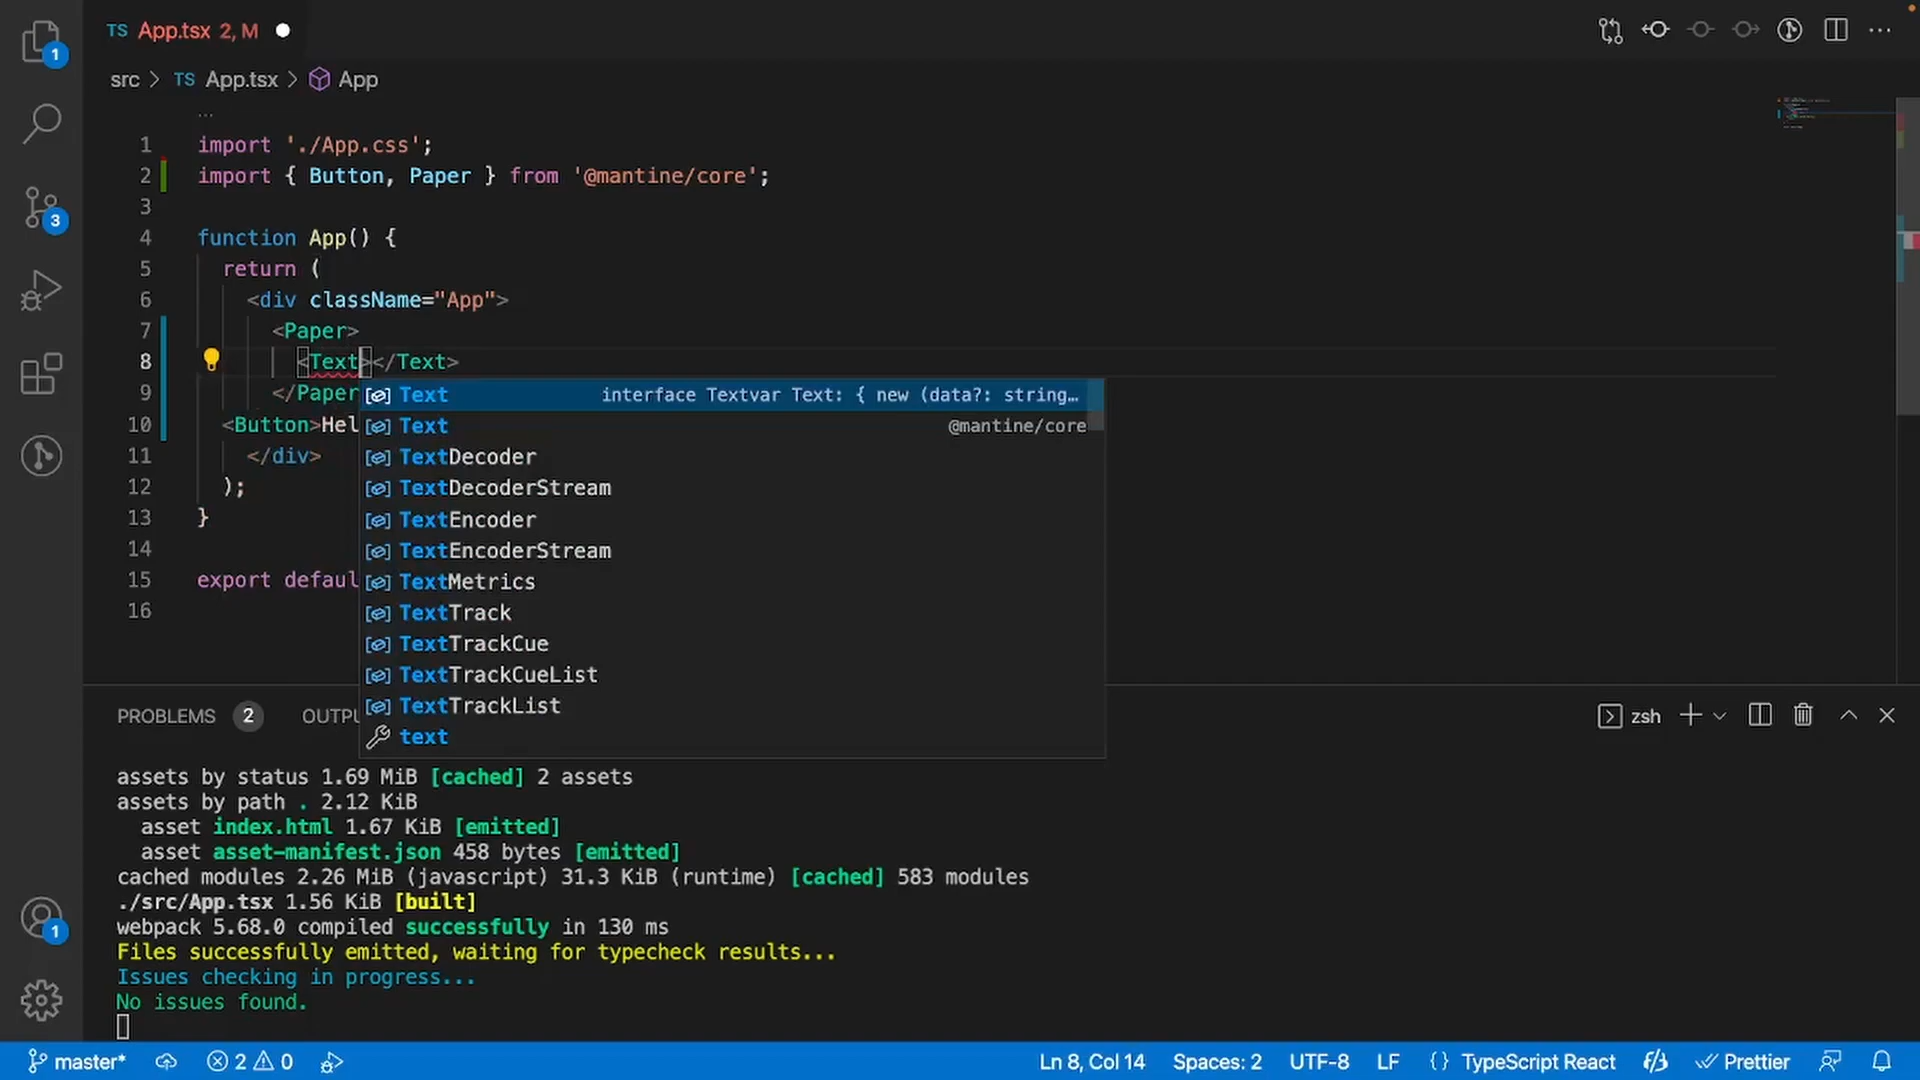 1
TS App.tsx 2, M
src > TS App.tsx > App
...
1 import './App.css';
2 import { Button, Paper } from '@mantine/core';
3
3
4 function App() {
5 return (
6 <div className="App">
7 <Paper>
8 <Text></Text>
9 </Paper
Text interface Textvar Text: { new (data?: string…
10 <Button>Hel
Text @mantine/core
11 </div>
TextDecoder
12 );
TextDecoderStream
13 }
TextEncoder
14
TextEncoderStream
15 export defaul
TextMetrics
16
TextTrack
TextTrackCue
TextTrackCueList
TextTrackList
text
PROBLEMS 2 OUTPU
zsh
assets by status 1.69 MiB [cached] 2 assets
assets by path . 2.12 KiB
asset index.html 1.67 KiB [emitted]
asset asset-manifest.json 458 bytes [emitted]
cached modules 2.26 MiB (javascript) 31.3 KiB (runtime) [cached] 583 modules
./src/App.tsx 1.56 KiB [built]
webpack 5.68.0 compiled successfully in 130 ms
Files successfully emitted, waiting for typecheck results...
Issues checking in progress...
No issues found.
1
master* 2 0 Ln 8, Col 14 Spaces: 2 UTF-8 LF {} TypeScript React Prettier